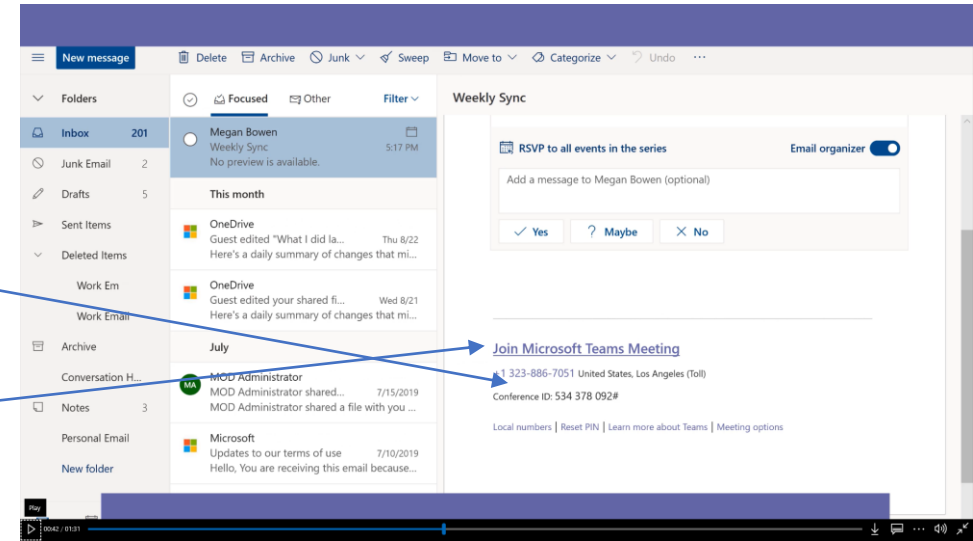 New message
Delete Archive Junk Sweep Move to Categorize Undo ...
Folders
Inbox 201
Junk Email 2
Drafts 5
Sent Items
Deleted Items
Work Em
Work Email
Archive
Conversation H...
Notes 3
Personal Email
New folder
Focused Other Filter
Megan Bowen
Weekly Sync 5:17 PM
No preview is available.
This month
OneDrive
Guest edited "What I did la... Thu 8/22
Here's a daily summary of changes that mi...
OneDrive
Guest edited your shared fi... Wed 8/21
Here's a daily summary of changes that mi...
July
MA
MOD Administrator
MOD Administrator shared... 7/15/2019
MOD Administrator shared a file with you ...
Microsoft
Updates to our terms of use 7/10/2019
Hello, You are receiving this email because...
Weekly Sync
RSVP to all events in the series Email organizer
Add a message to Megan Bowen (optional)
Yes ? Maybe No
Join Microsoft Teams Meeting
+1 323-886-7051 United States, Los Angeles (Toll)
Conference ID: 534 378 092#
Local numbers | Reset PIN | Learn more about Teams | Meeting options
Play
00:42 / 01:31